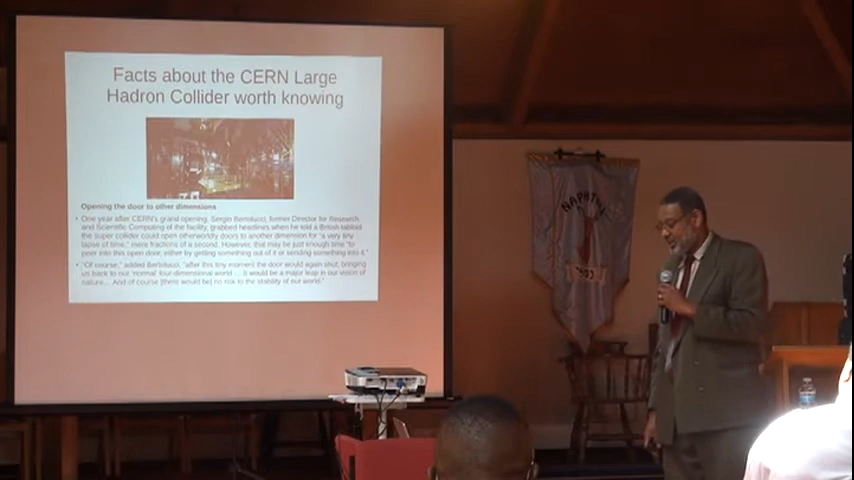 Facts about the CERN Large
Hadron Collider worth knowing
Opening the door to other dimensions
• One year after CERN's grand opening, Sergio Bertolucci, former Director for Research
and Scientific Computing of the facility, grabbed headlines when he told a British tabloid
the super collider could open otherworldly doors to another dimension for "a very tiny
lapse of time," mere fractions of a second. However, that may be just enough time "to
peer into this open door, either by getting something out of it or sending something into it."
• "Of course," added Bertolucci, "after this tiny moment the door would again shut, bringing
us back to our 'normal' four-dimensional world ... It would be a major leap in our vision of
nature... And of course [there would be] no risk to the stability of our world."
NAPHTALI